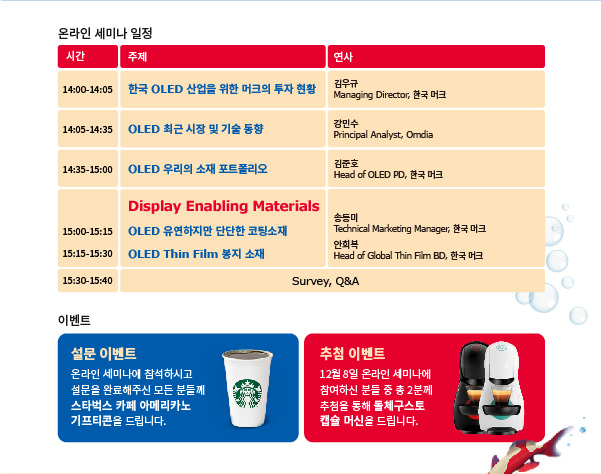 온라인 세미나 일정
시간 주제 연사
14:00-14:05 한국 OLED 산업을 위한 머크의 투자 현황 김우규
Managing Director, 한국 머크
14:05-14:35 OLED 최근 시장 및 기술 동향 강민수
Principal Analyst, Omdia
14:35-15:00 OLED 우리의 소재 포트폴리오 김준호
Head of OLED PD, 한국 머크
Display Enabling Materials
15:00-15:15 OLED 유연하지만 단단한 코팅소재 송동미
Technical Marketing Manager, 한국 머크
15:15-15:30 OLED Thin Film 봉지 소재 안희복
Head of Global Thin Film BD, 한국 머크
15:30-15:40 Survey, Q&A
이벤트
설문 이벤트
온라인 세미나에 참석하시고
설문을 완료해주신 모든 분들께
스타벅스 카페 아메리카노
기프티콘을 드립니다.
추첨 이벤트
12월 8일 온라인 세미나에
참여하신 분들 중 총 2분께
추첨을 통해 돌체구스토
캡슐 머신을 드립니다.